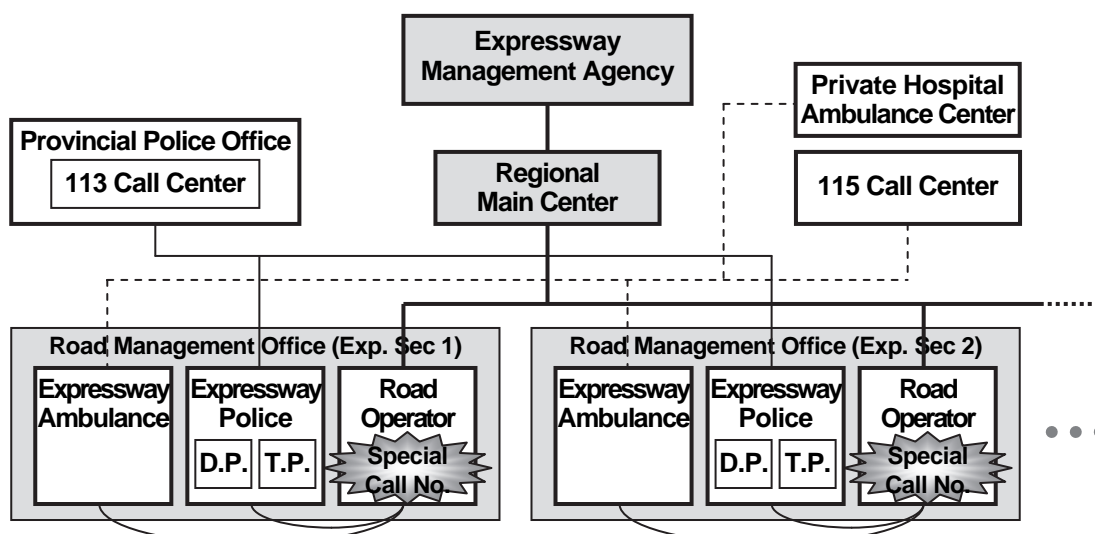 Expressway
Management Agency
Private Hospital
Ambulance Center
Provincial Police Office
113 Call Center
Regional
Main Center
115 Call Center
Road Management Office (Exp. Sec 1)
Expressway
Ambulance
Expressway
Police
D.P.
T.P.
Road
Operator
Special
Call No.
Road Management Office (Exp. Sec 2)
Expressway
Ambulance
Expressway
Police
D.P.
T.P.
Road
Operator
Special
Call No.